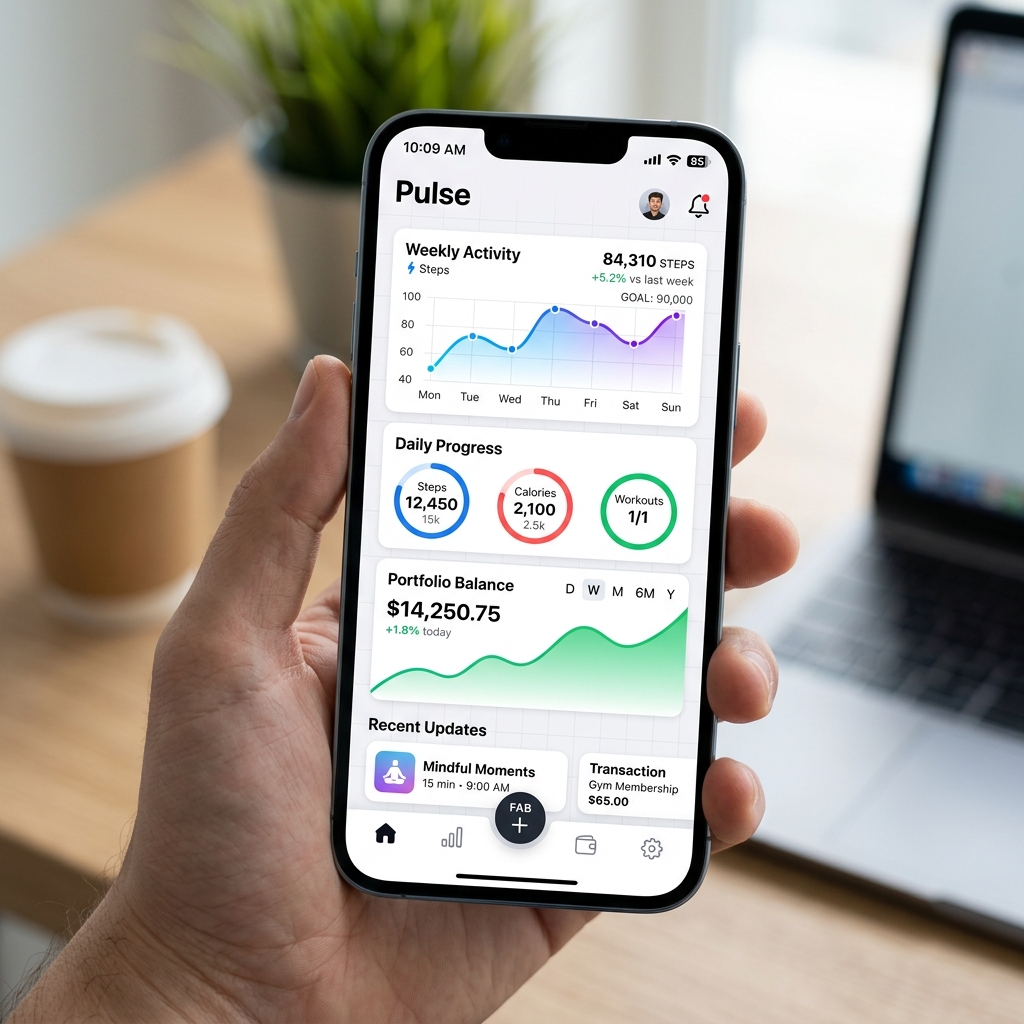 10:09 AM
85
Pulse
Weekly Activity
Steps
84,310 STEPS
+5.2% vs last week
GOAL: 90,000
100
80
60
40
Mon Tue Wed Thu Fri Sat Sun
Daily Progress
Steps
12,450
15k
Calories
2,100
2.5k
Workouts
1/1
Portfolio Balance
D W M 6M Y
$14,250.75
+1.8% today
Recent Updates
Mindful Moments
15 min • 9:00 AM
Transaction
Gym Membership
$65.00
FAB
+